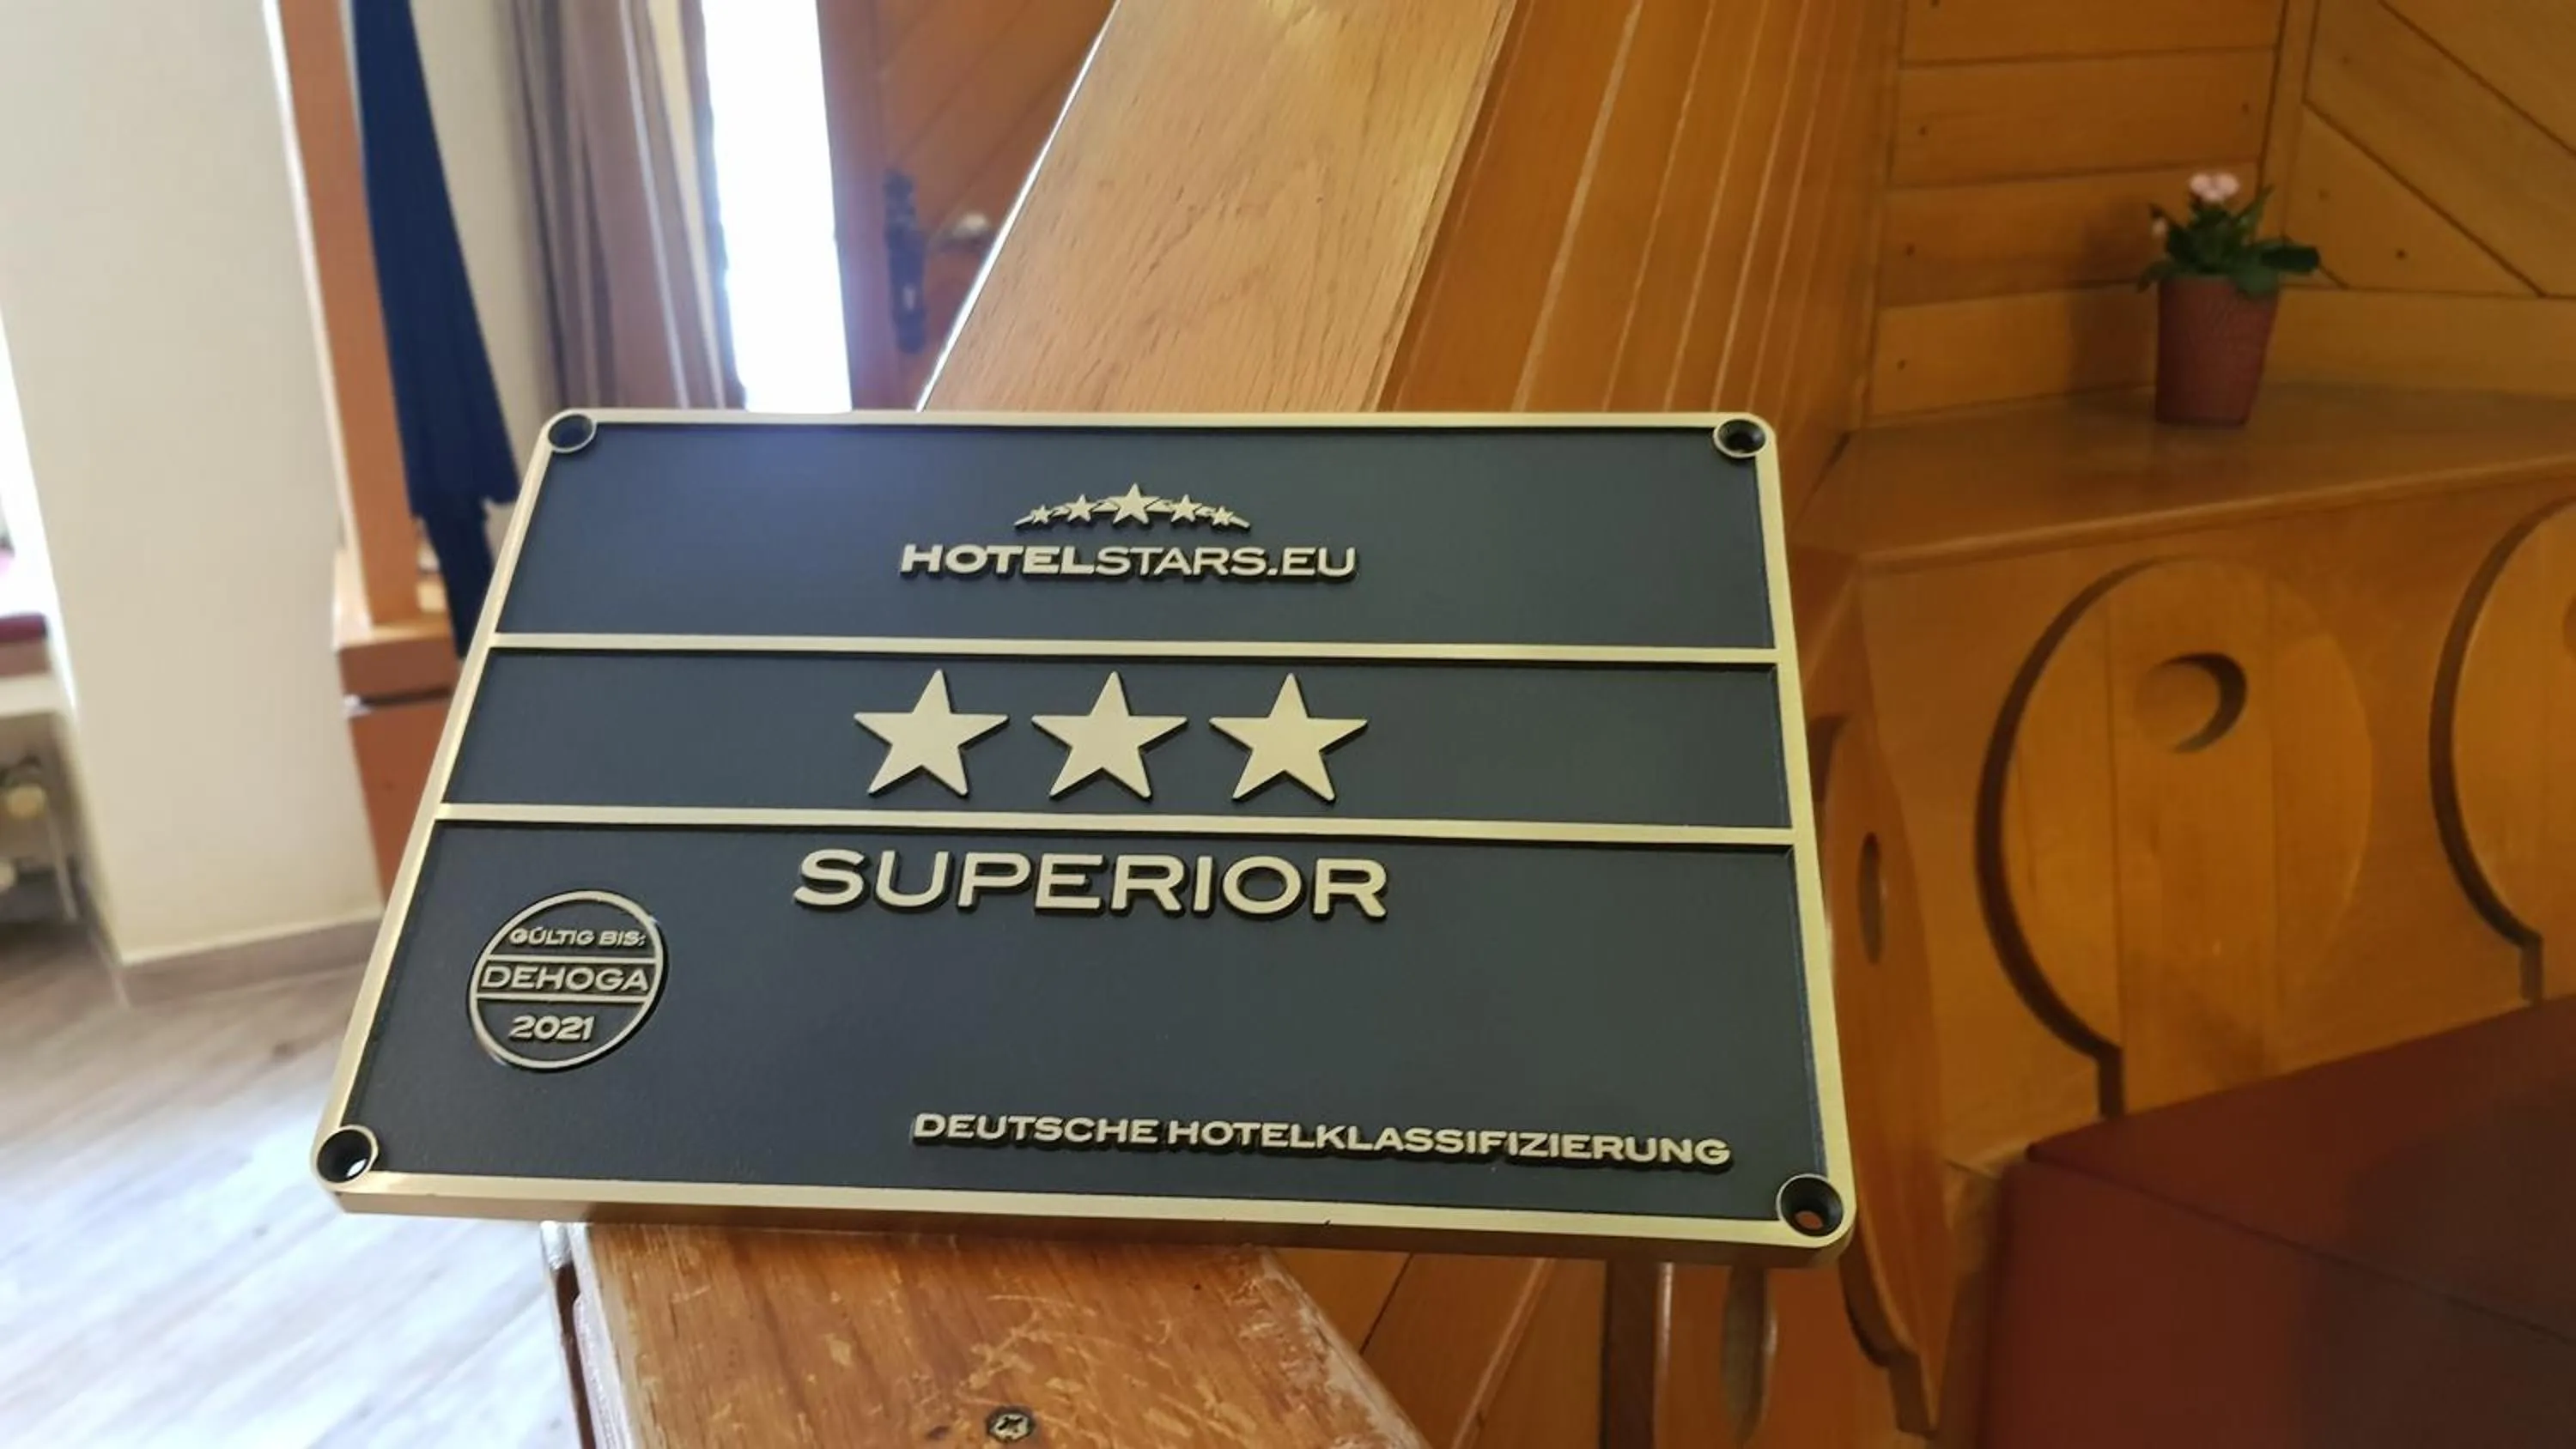 HOTELSTARS.EU
SUPERIOR
GÜLTIG BIS:
DEHOGA
2021
DEUTSCHE HOTELKLASSIFIZIERUNG